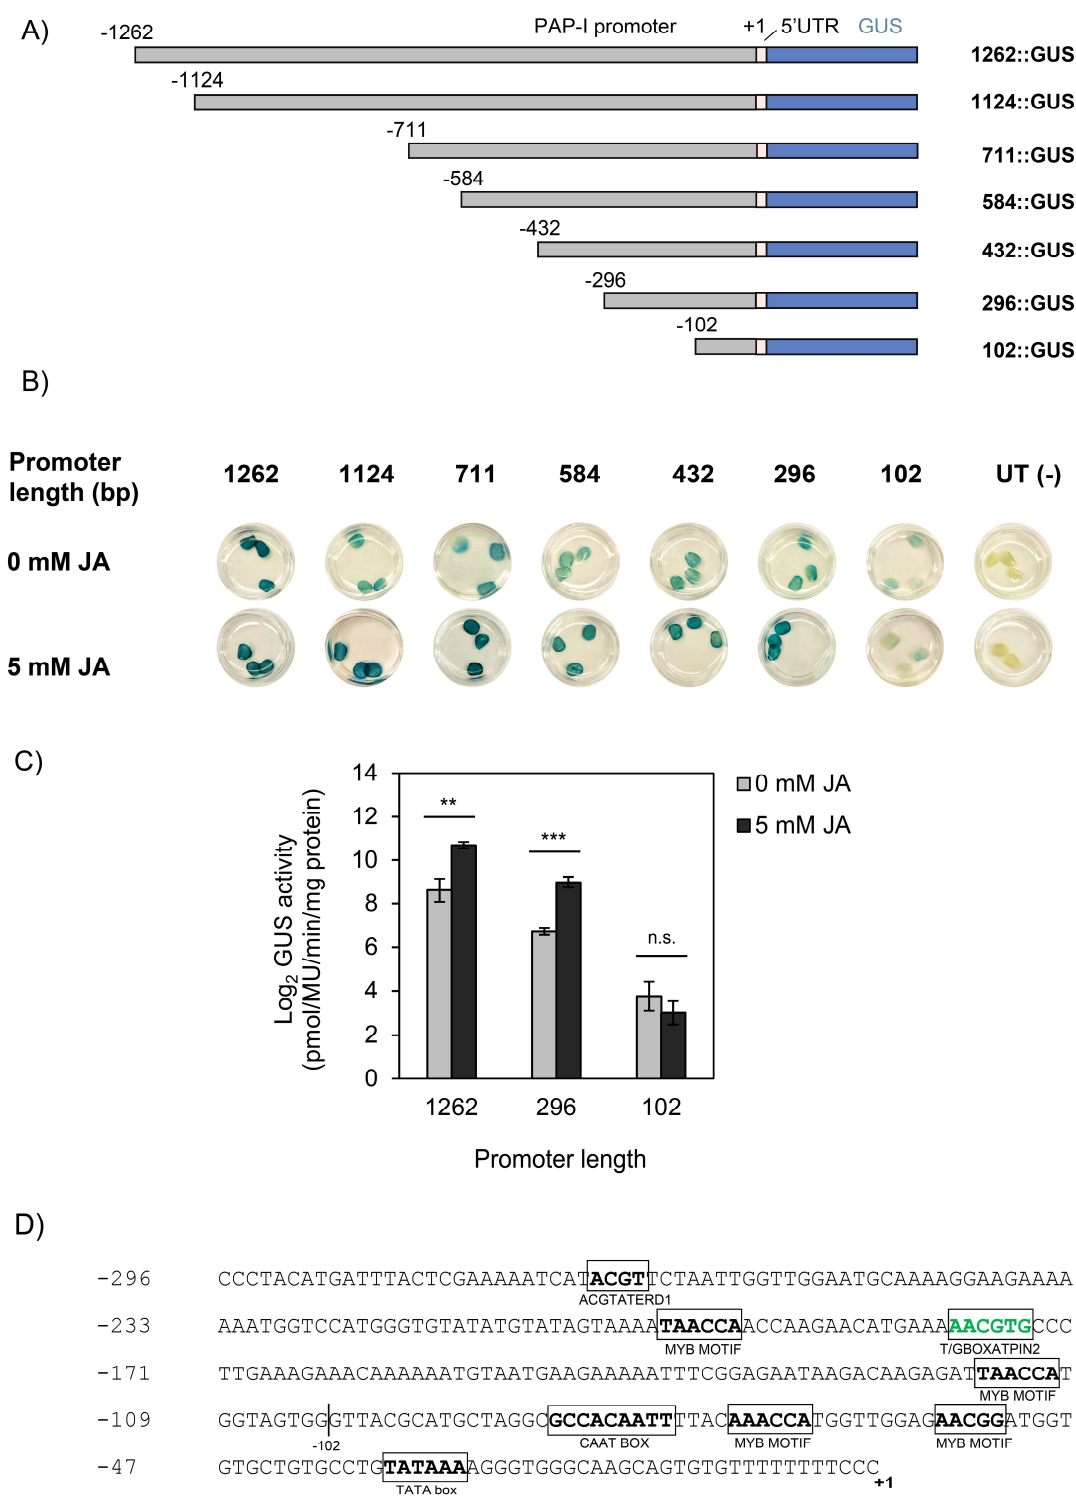 A)
-1262 PAP-I promoter +1 5'UTR GUS
1262::GUS
-1124
1124::GUS
-711
711::GUS
-584
584::GUS
-432
432::GUS
-296
296::GUS
-102
102::GUS
B)
Promoter length (bp) 1262 1124 711 584 432 296 102 UT (-)
0 mM JA
5 mM JA
C)
Log2 GUS activity
(pmol/MU/min/mg protein)
14
12
10
8
6
4
2
0
**
***
n.s.
0 mM JA
5 mM JA
1262 296 102
Promoter length
D)
-296 CCCTACATGATTTACTCGAAAAATCATACGTTCTAATTGGTTGGAATGCAAAAGGAAGAAAA
ACGTATERD1
-233 AAATGGTCCATGGGTGTATATGTATAGTAAAATAACCAACCAAGAACATGAAAAACGTGCCC
MYB MOTIF T/GBOXATPIN2
-171 TTGAAAGAAACAAAAAATGTAATGAAGAATTTCGGAGAATAAGACAAGAGATTAACCAT
MYB MOTIF
-109 GGTAGTGGGTTACGCATGCTAGGCGCCACAATTTTACAAACCATGGTTGGAGAACGGATGGT
-102 CAAT BOX MYB MOTIF MYB MOTIF
-47 GTGCTGTGCCTGTATAAAAGGGTGGGCAAGCAGTGTGTTTTTTTTCCC
TATA box +1